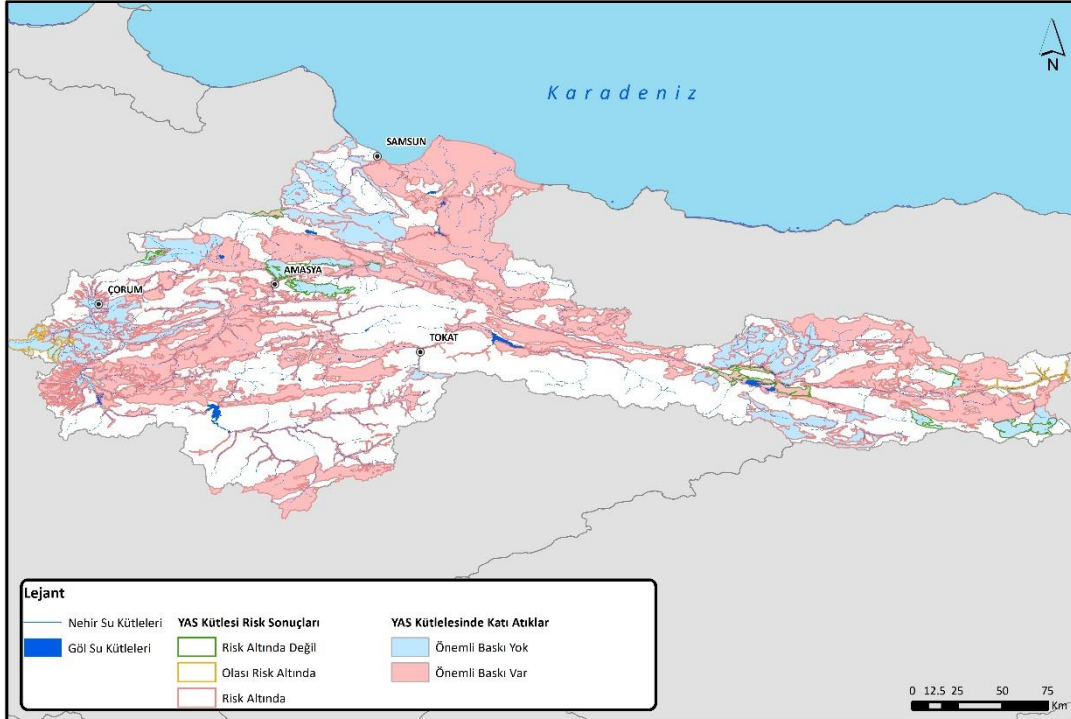 N
Karadeniz
SAMSUN
AMASYA
ÇORUM
TOKAT
Lejant
Nehir Su Kütleleri
Göl Su Kütleleri
YAS Kütlesi Risk Sonuçları
Risk Altında Değil
Olası Risk Altında
Risk Altında
YAS Kütlelesinde Katı Atıklar
Önemli Baskı Yok
Önemli Baskı Var
0 12.5 25 50 75
Km